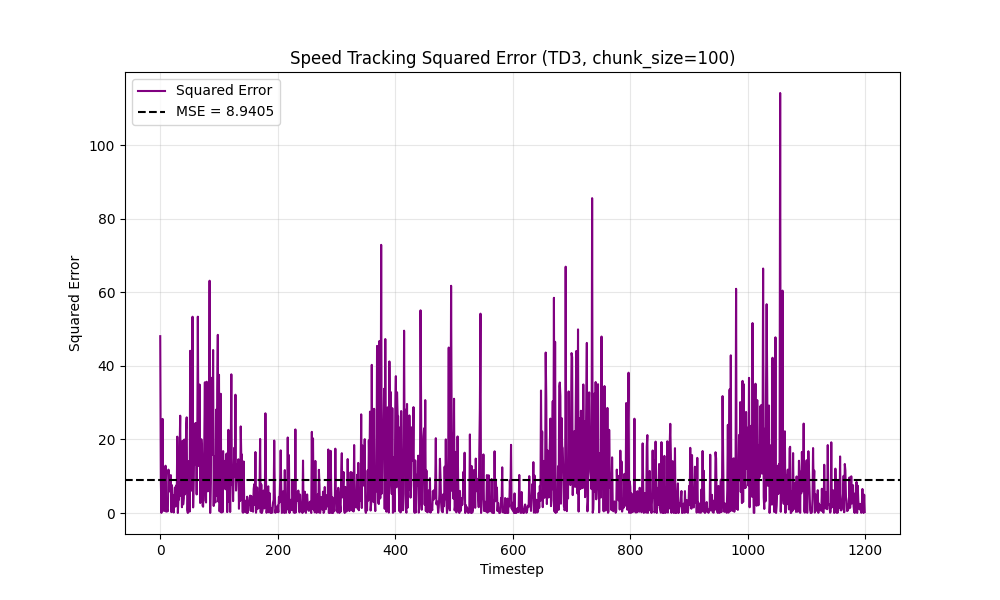 Speed Tracking Squared Error (TD3, chunk_size=100)
Squared Error
MSE = 8.9405
100
80
60
40
20
0
Squared Error
0 200 400 600 800 1000 1200
Timestep